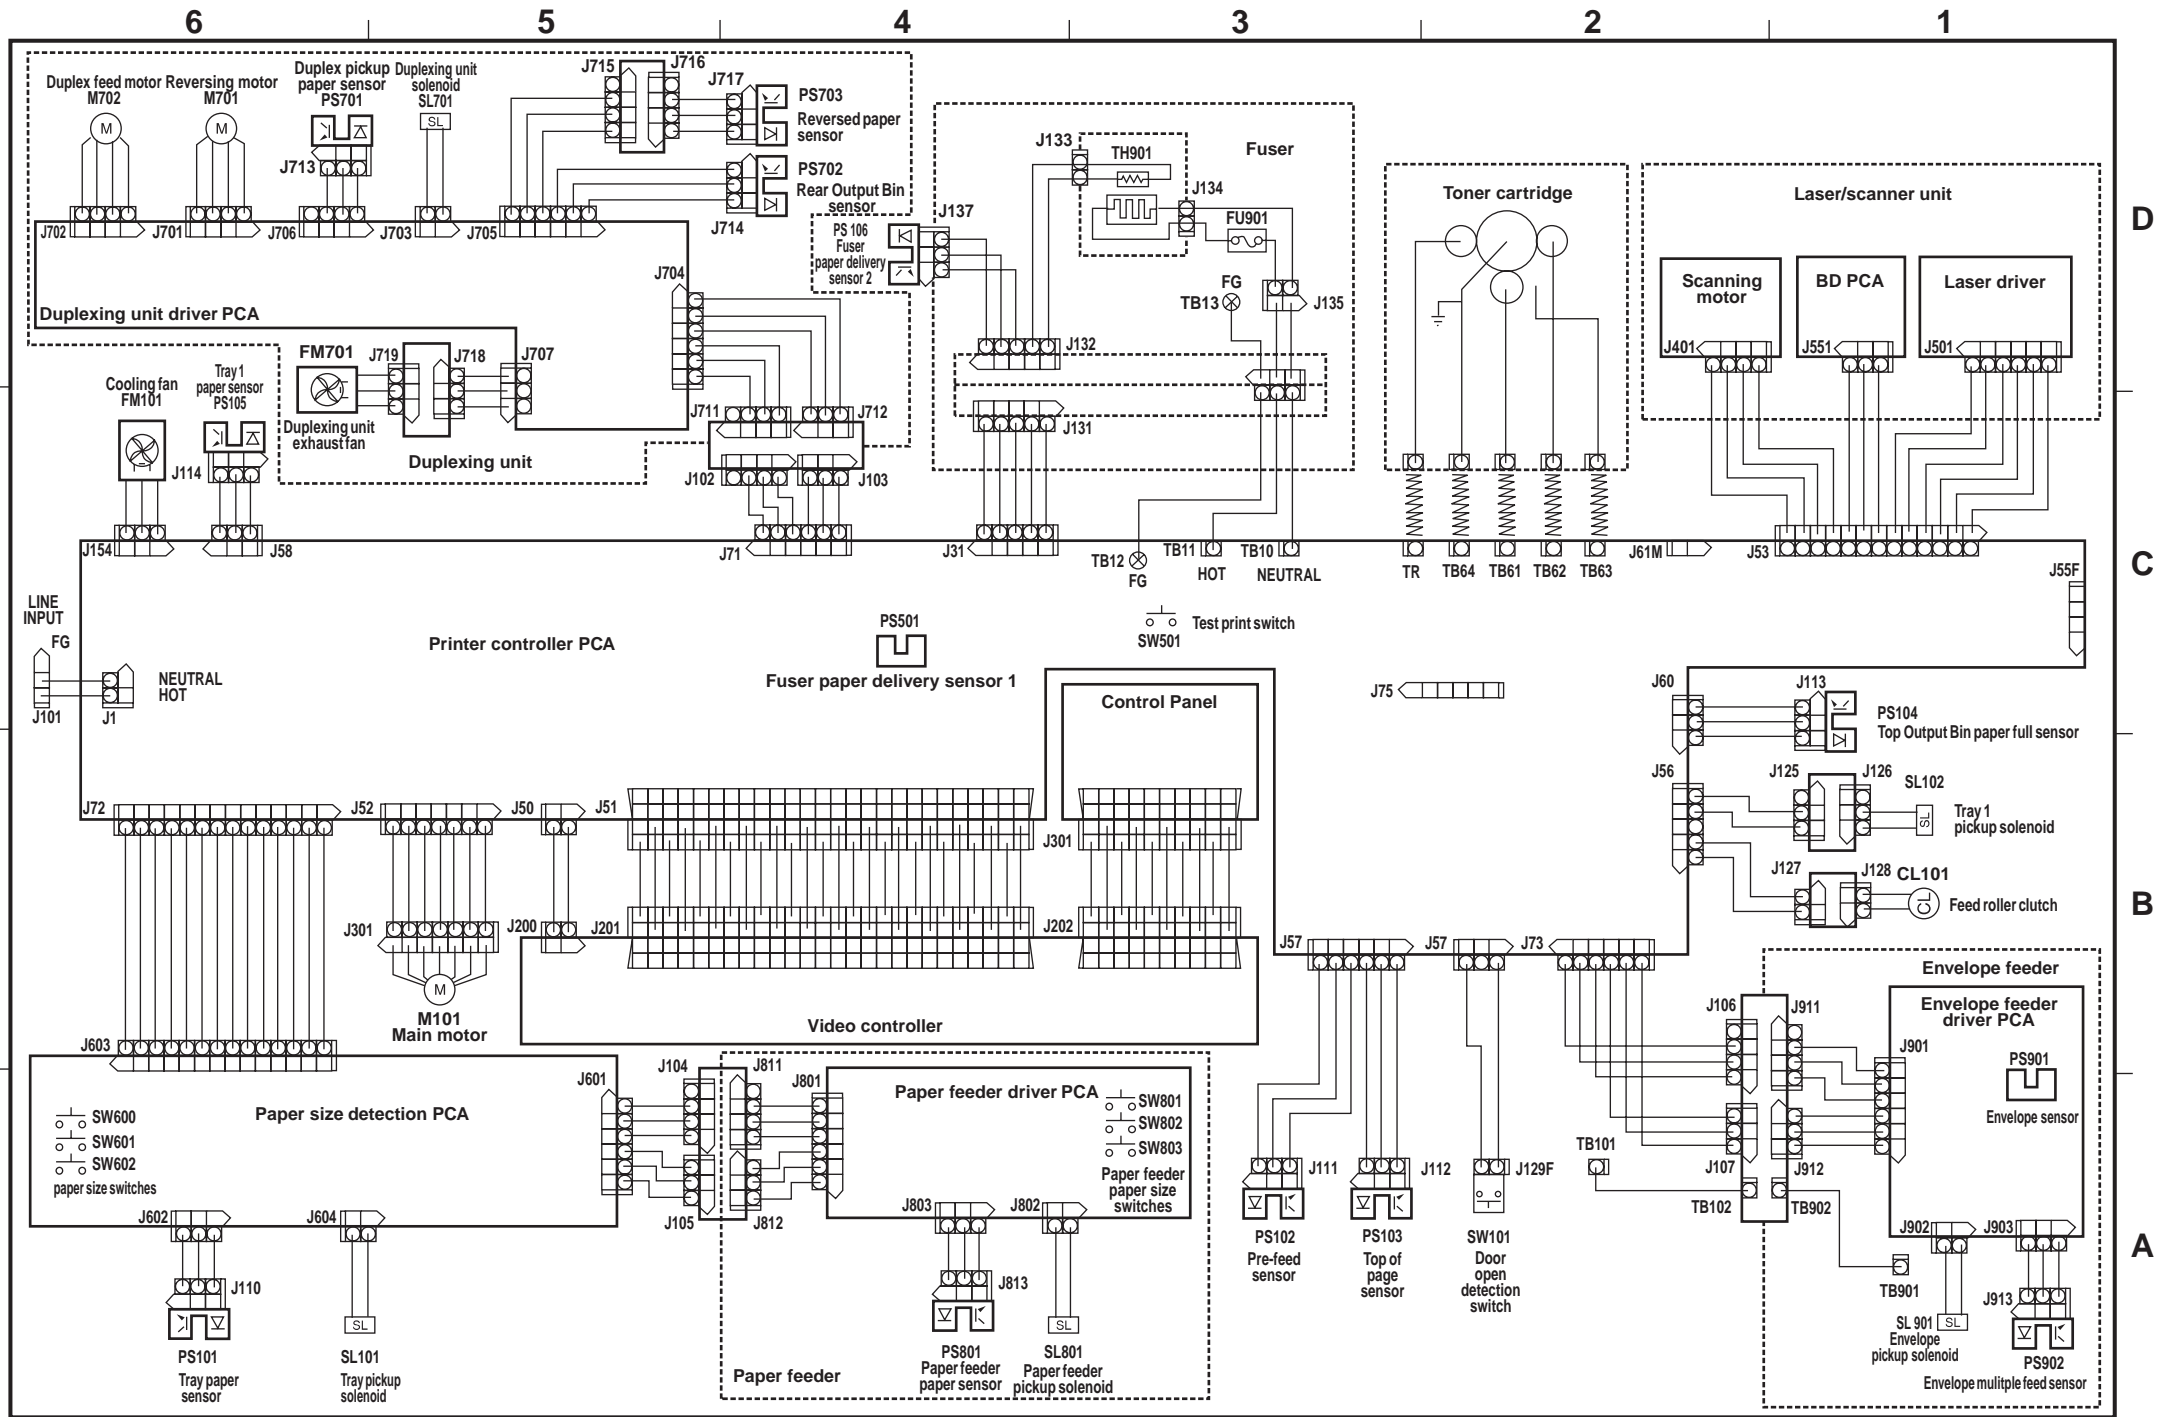 6
5
4
3
2
1
D
C
B
A
Duplex feed motor
M702
Reversing motor
M701
Duplex pickup
paper sensor
PS701
Duplexing unit
solenoid
SL701
M
M
SL
J713
J715
J716
J717
PS703
Reversed paper
sensor
PS702
Rear Output Bin
sensor
J714
J702
J701
J706
J703
J705
J704
Duplexing unit driver PCA
PS 106
Fuser
paper delivery
sensor 2
J137
J133
TH901
Fuser
J134
FU901
FG
TB13
J135
J132
J131
Toner cartridge
Laser/scanner unit
Scanning
motor
BD PCA
Laser driver
J401
J551
J501
FM701
J719
J718
J707
Duplexing unit
exhaust fan
Duplexing unit
Cooling fan
FM101
Tray 1
paper sensor
PS105
J114
J711
J712
J102
J103
J154
J58
J71
J31
TB12
FG
TB11
HOT
TB10
NEUTRAL
TR
TB64
TB61
TB62
TB63
J61M
J53
J55F
LINE
INPUT
FG
NEUTRAL
HOT
J101
J1
Printer controller PCA
PS501
Fuser paper delivery sensor 1
SW501
Test print switch
Control Panel
J75
J60
J113
PS104
Top Output Bin paper full sensor
J56
J125
J126
SL102
SL
Tray 1
pickup solenoid
J127
J128
CL101
CL
Feed roller clutch
J72
J52
J50
J51
J301
J301
J200
J201
J202
M
M101
Main motor
Video controller
J57
J57
J73
J603
Paper size detection PCA
SW600
SW601
SW602
paper size switches
J601
J104
J811
J801
Paper feeder driver PCA
SW801
SW802
SW803
Paper feeder
paper size
switches
J105
J812
J803
J802
J602
J604
J110
PS101
Tray paper
sensor
SL
SL101
Tray pickup
solenoid
J813
PS801
Paper feeder
paper sensor
SL
SL801
Paper feeder
pickup solenoid
Paper feeder
J111
PS102
Pre-feed
sensor
J112
PS103
Top of
page
sensor
J129F
SW101
Door
open
detection
switch
Envelope feeder
Envelope feeder
driver PCA
J106
J911
J901
PS901
Envelope sensor
TB101
J107
J912
TB102
TB902
J902
J903
TB901
SL 901
SL
Envelope
pickup solenoid
J913
PS902
Envelope mulitple feed sensor